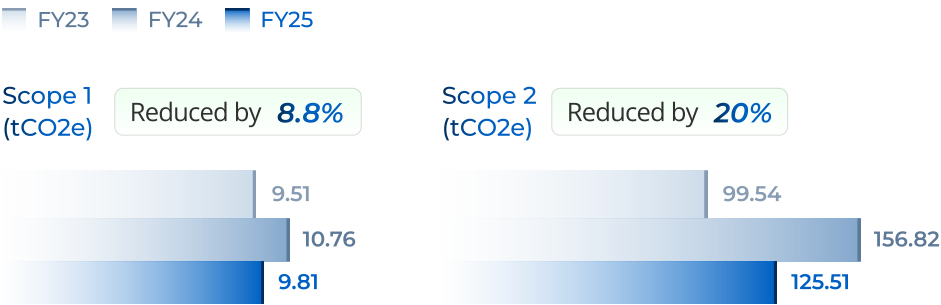 FY23 FY24 FY25
Scope 1
(tCO2e)
Reduced by 8.8%
9.51
10.76
9.81
Scope 2
(tCO2e)
Reduced by 20%
99.54
156.82
125.51